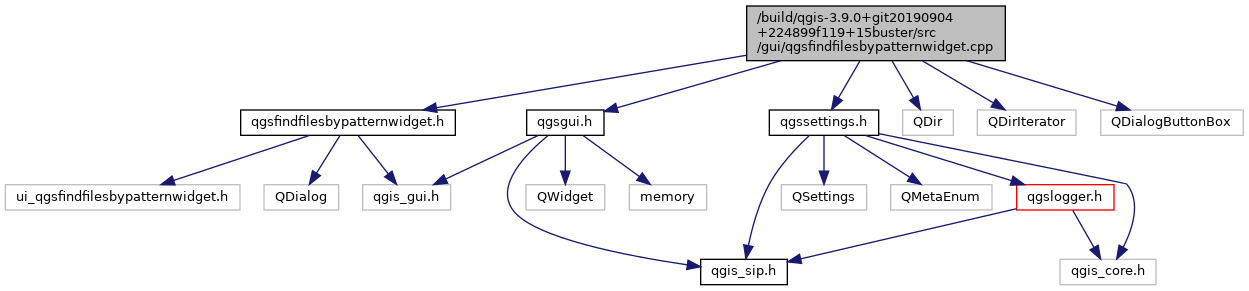 /build/qgis-3.9.0+git20190904
+224899f119+15buster/src
/gui/qgsfindfilesbypatternwidget.cpp
qgsfindfilesbypatternwidget.h
qgsgui.h
qgssettings.h
QDir
QDirIterator
QDialogButtonBox
ui_qgsfindfilesbypatternwidget.h
QDialog
qgis_gui.h
QWidget
memory
QSettings
QMetaEnum
qgslogger.h
qgis_sip.h
qgis_core.h